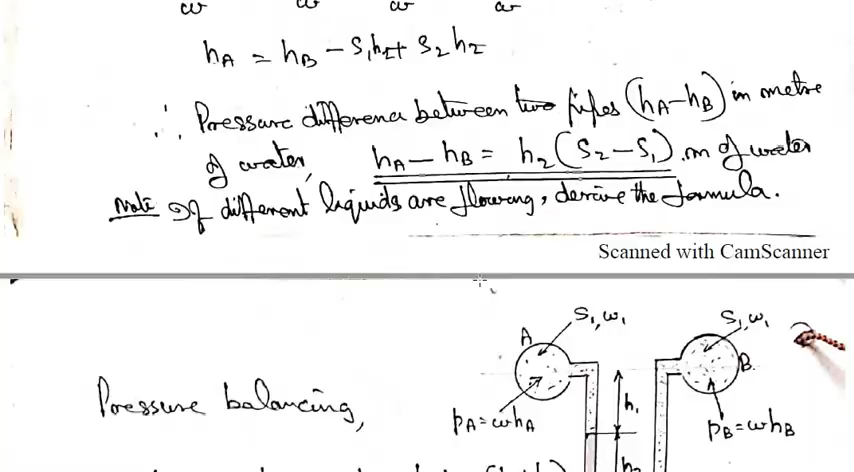 ω ω ω ω
hA = hB − S1h2 + S2h2
∴ Pressure difference between two pipes (hA−hB) in metre
of water, hA − hB = h2(S2−S1) m of water
Note If different liquids are flowing, derive the formula.
Scanned with CamScanner
S1,ω1 S1,ω1
A
B
Pressure balancing,
h1
pA=ωhA pB=ωhB
h2